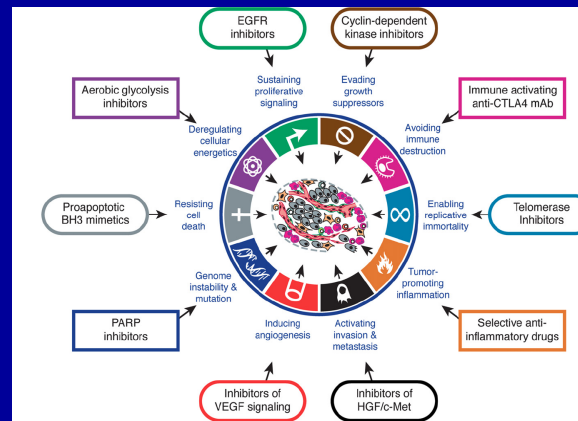 EGFR
inhibitors
Cyclin-dependent
kinase inhibitors
Sustaining
proliferative
signaling
Evading
growth
suppressors
Aerobic glycolysis
inhibitors
Immune activating
anti-CTLA4 mAb
Deregulating
cellular
energetics
Avoiding
immune
destruction
Proapoptotic
BH3 mimetics
Resisting
cell
death
Enabling
replicative
immortality
Telomerase
Inhibitors
Genome
instability &
mutation
Tumor-
promoting
inflammation
PARP
inhibitors
Inducing
angiogenesis
Activating
invasion &
metastasis
Selective anti-
inflammatory drugs
Inhibitors of
VEGF signaling
Inhibitors of
HGF/c-Met